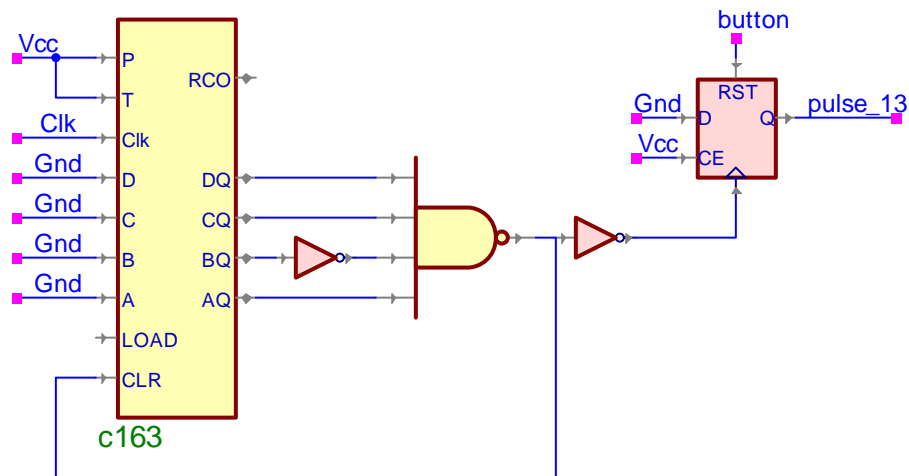 Vcc
Clk
Gnd
Gnd
Gnd
Gnd
P
T
Clk
D
C
B
A
LOAD
CLR
RCO
DQ
CQ
BQ
AQ
c163
button
RST
Gnd
D
Q
pulse_13
Vcc
CE